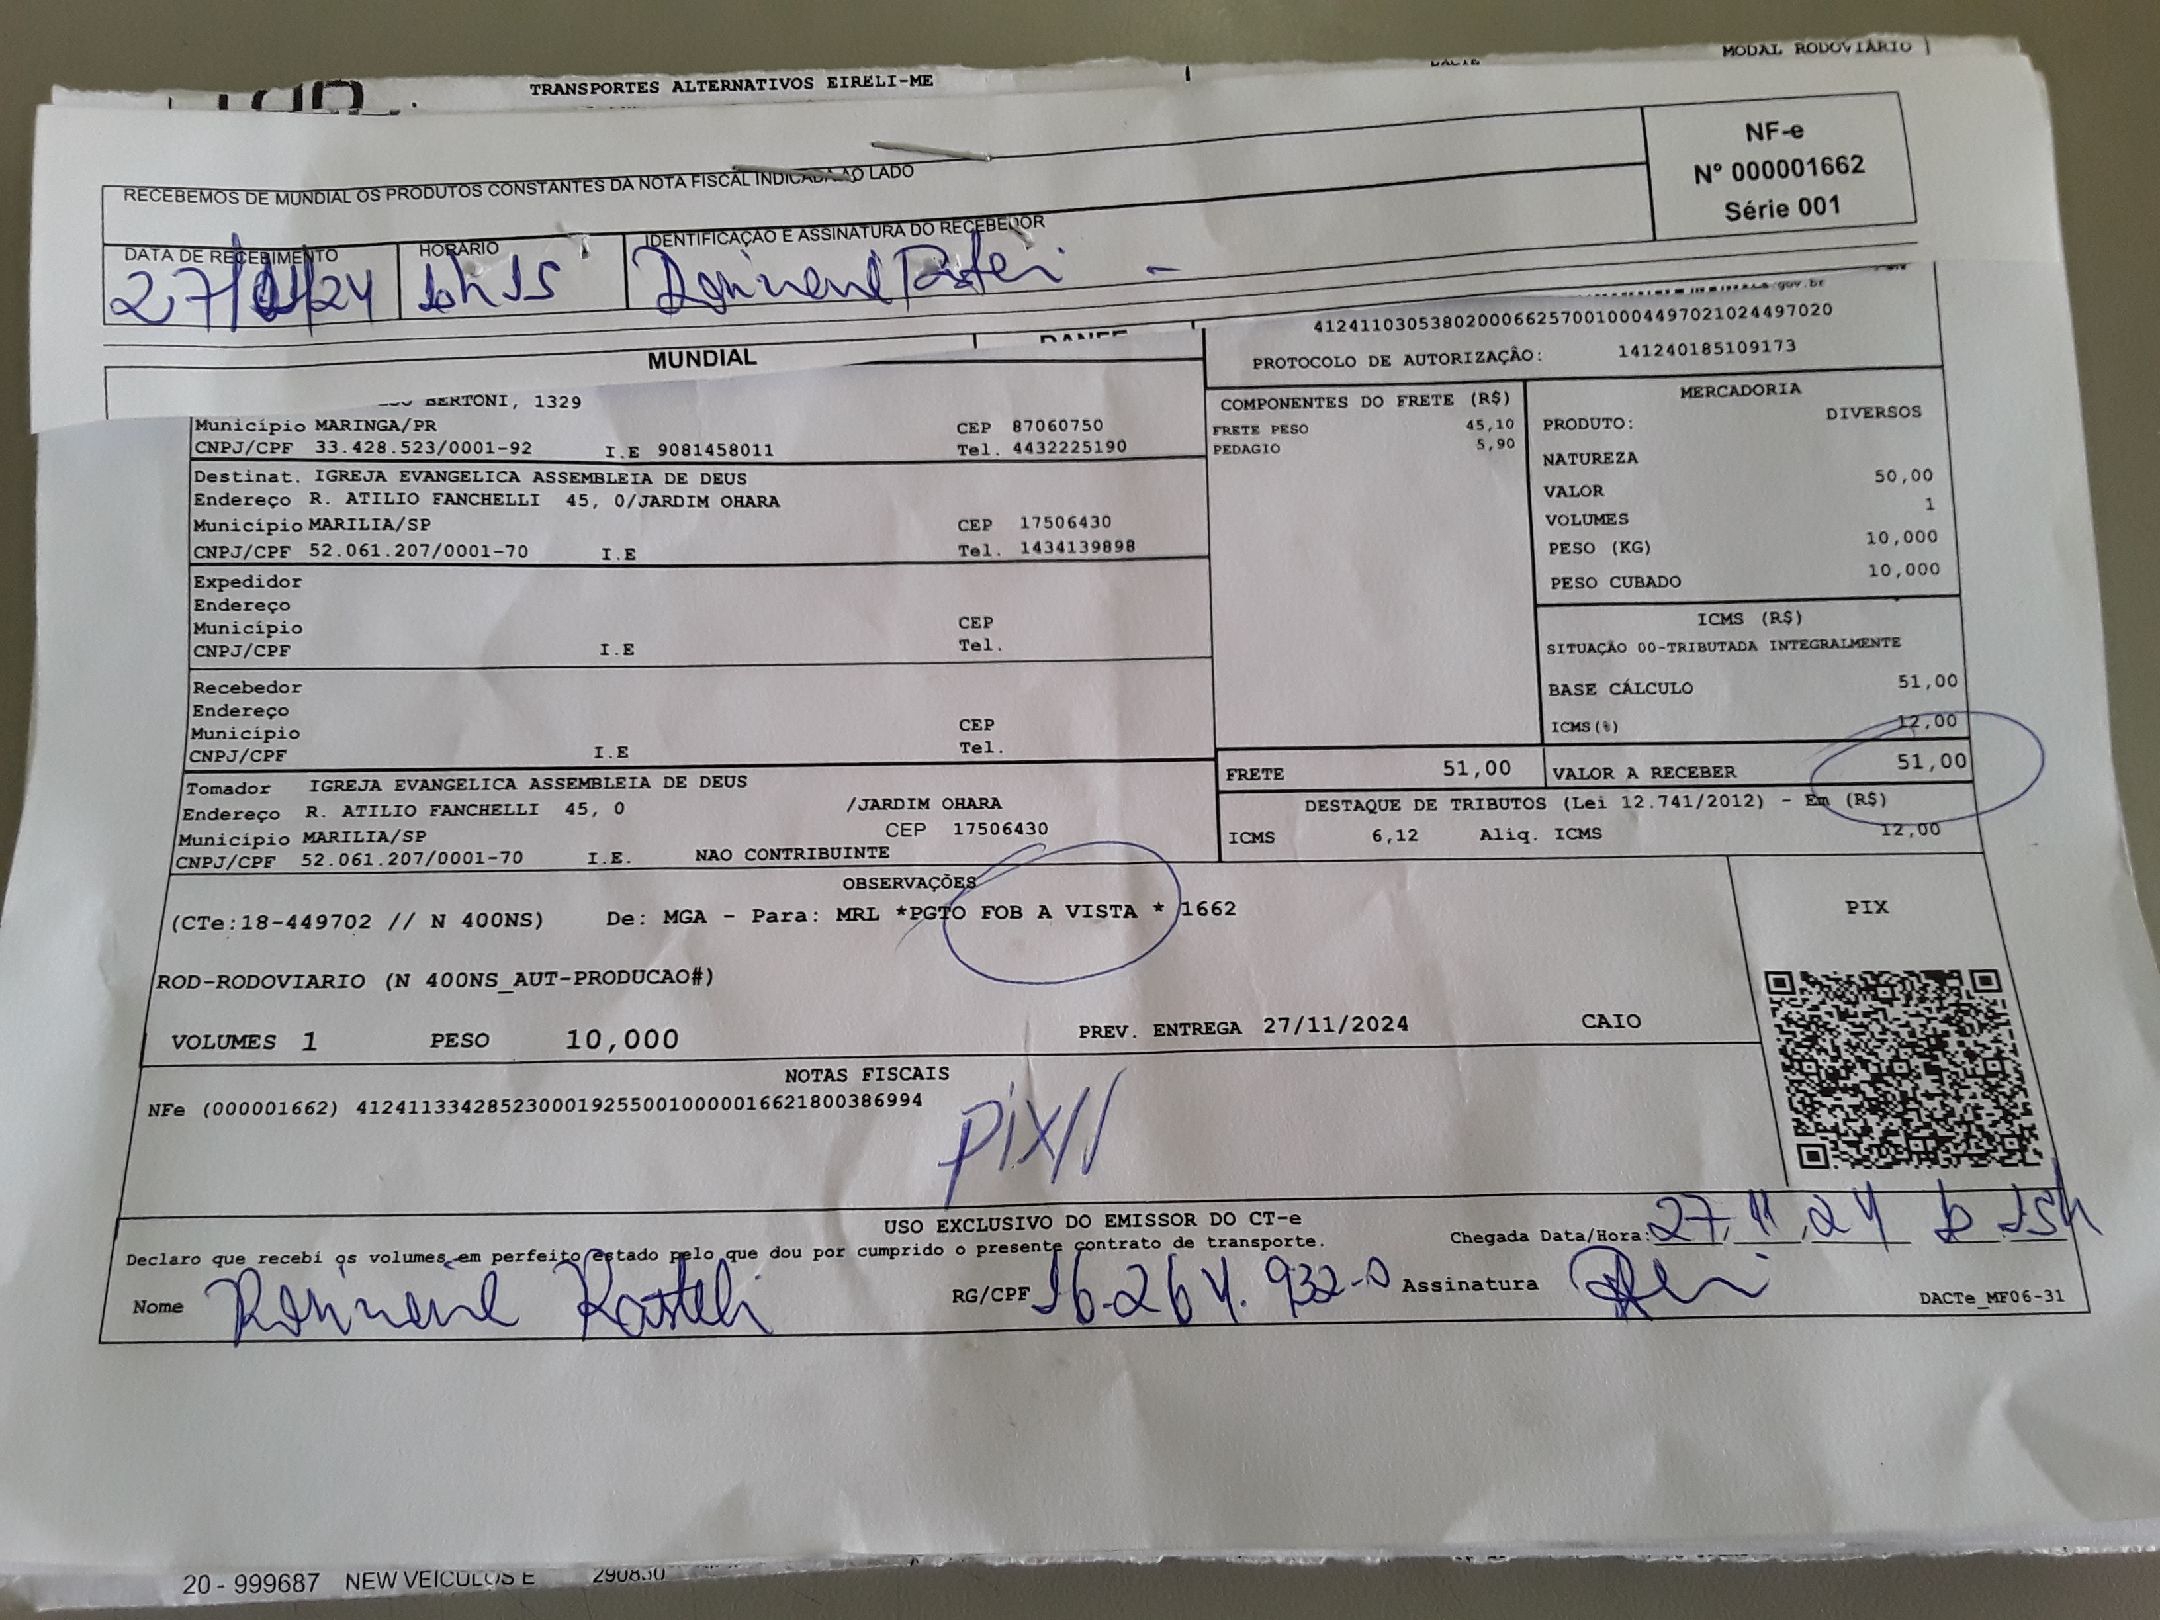 MODAL RODOVIÁRIO
TRANSPORTES ALTERNATIVOS EIRELI-ME
DACTE
NF-e
Nº 000001662
Série 001
RECEBEMOS DE MUNDIAL OS PRODUTOS CONSTANTES DA NOTA FISCAL INDICADA AO LADO
DATA DE RECEBIMENTO HORÁRIO IDENTIFICAÇÃO E ASSINATURA DO RECEBEDOR
27/11/24
MUNDIAL DANFE
41241103053802000662570010004497021024497020
PROTOCOLO DE AUTORIZAÇÃO: 141240185109173
BERTONI, 1329
Município MARINGA/PR CEP 87060750
CNPJ/CPF 33.428.523/0001-92 I.E 9081458011 Tel. 4432225190
Destinat. IGREJA EVANGELICA ASSEMBLEIA DE DEUS
Endereço R. ATILIO FANCHELLI 45, 0/JARDIM OHARA
Município MARILIA/SP CEP 17506430
CNPJ/CPF 52.061.207/0001-70 I.E Tel. 1434139898
Expedidor
Endereço
Município CEP
CNPJ/CPF I.E Tel.
Recebedor
Endereço
Município CEP
CNPJ/CPF I.E Tel.
Tomador IGREJA EVANGELICA ASSEMBLEIA DE DEUS
Endereço R. ATILIO FANCHELLI 45, 0 /JARDIM OHARA
Município MARILIA/SP CEP 17506430
CNPJ/CPF 52.061.207/0001-70 I.E. NAO CONTRIBUINTE
COMPONENTES DO FRETE (R$)
FRETE PESO 45,10
PEDAGIO 5,90
MERCADORIA
PRODUTO: DIVERSOS
NATUREZA
VALOR 50,00
VOLUMES 1
PESO (KG) 10,000
PESO CUBADO 10,000
ICMS (R$)
SITUAÇÃO 00-TRIBUTADA INTEGRALMENTE
BASE CÁLCULO 51,00
ICMS(%) 12,00
FRETE 51,00 VALOR A RECEBER 51,00
DESTAQUE DE TRIBUTOS (Lei 12.741/2012) - Em (R$)
ICMS 6,12 Aliq. ICMS 12,00
OBSERVAÇÕES
(CTe:18-449702 // N 400NS) De: MGA - Para: MRL *PGTO FOB A VISTA * 1662
ROD-RODOVIARIO (N 400NS_AUT-PRODUCAO#)
VOLUMES 1 PESO 10,000 PREV. ENTREGA 27/11/2024 CAIO
PIX
NOTAS FISCAIS
NFe (000001662) 41241133428523000192550010000016621800386994
PIX//
USO EXCLUSIVO DO EMISSOR DO CT-e
Declaro que recebi os volumes em perfeito estado pelo que dou por cumprido o presente contrato de transporte.
Chegada Data/Hora: 27 11 24
Nome RG/CPF 16.264.932-0 Assinatura
DACTe_MF06-31
20 - 999687 NEW VEICULOS E 290830